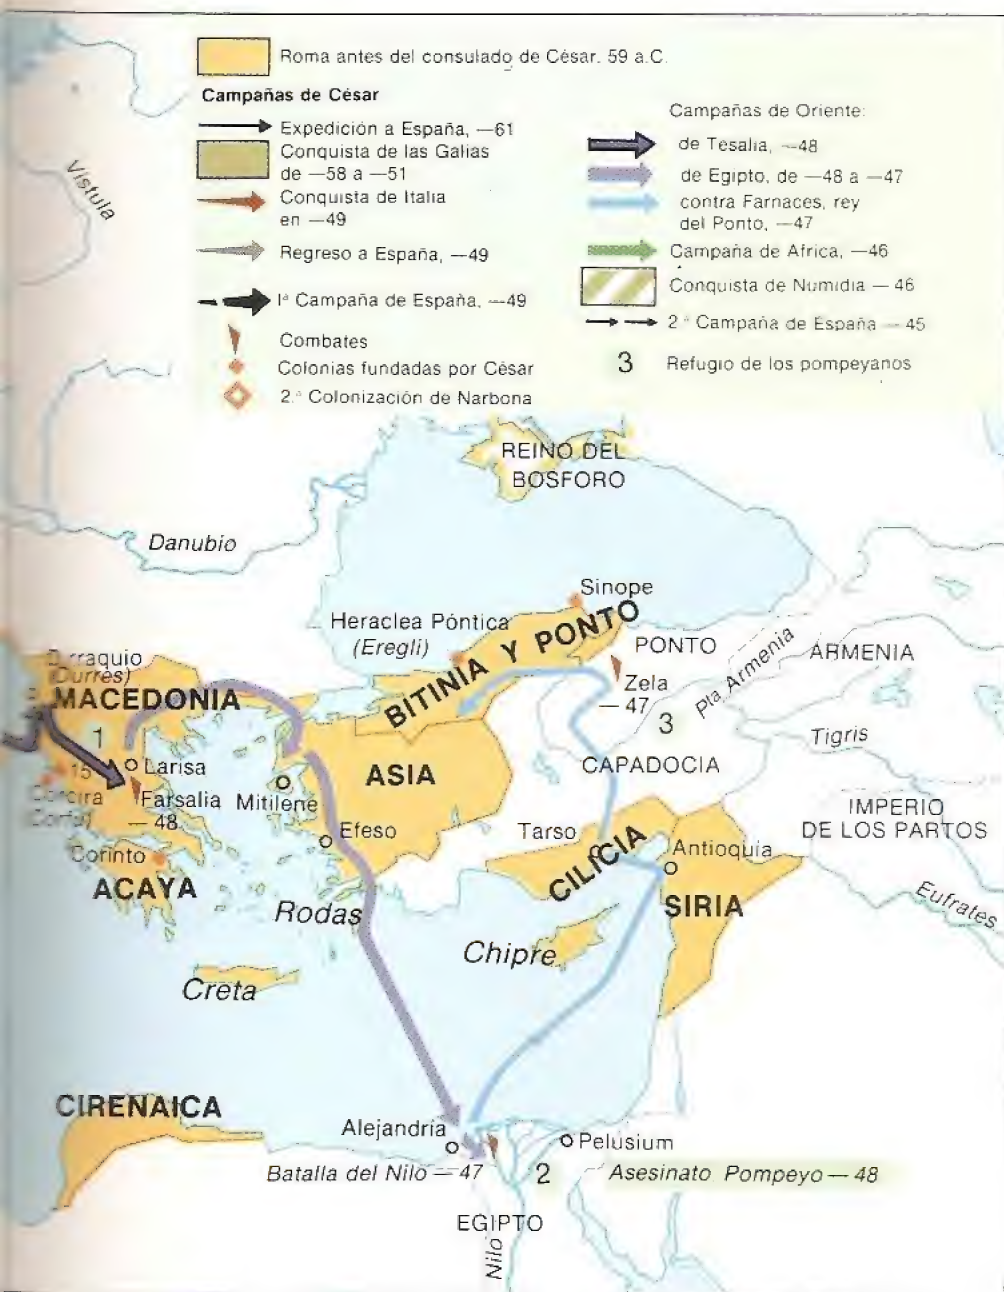 Roma antes del consulado de César. 59 a.C.
Campañas de César
Expedición a España, —61
Conquista de las Galias
de —58 a —51
Conquista de Italia
en —49
Regreso a España, —49
1ª Campaña de España, —49
Combates
Colonias fundadas por César
2.ª Colonización de Narbona
Campañas de Oriente:
de Tesalia, —48
de Egipto, de —48 a —47
contra Farnaces, rey
del Ponto, —47
Campaña de Africa, —46
Conquista de Numidia — 46
2.ª Campaña de España — 45
3 Refugio de los pompeyanos
Vístula
REINO DEL
BOSFORO
Danubio
Sinope
Heraclea Póntica
(Eregli)
BITINIA Y PONTO
PONTO
Zela
— 47
3
Pta Armenia
ARMENIA
(Durres)
MACEDONIA
1
Larisa
15
Farsalia
— 48
Mitilene
ASIA
CAPADOCIA
Tigris
IMPERIO
DE LOS PARTOS
Efeso
Tarso
CILICIA
Antioquía
Corinto
ACAYA
SIRIA
Eufrates
Rodas
Chipre
Creta
CIRENAICA
Alejandría
Pelusium
Batalla del Nilo — 47
2
Asesinato Pompeyo — 48
EGIPTO
Nilo